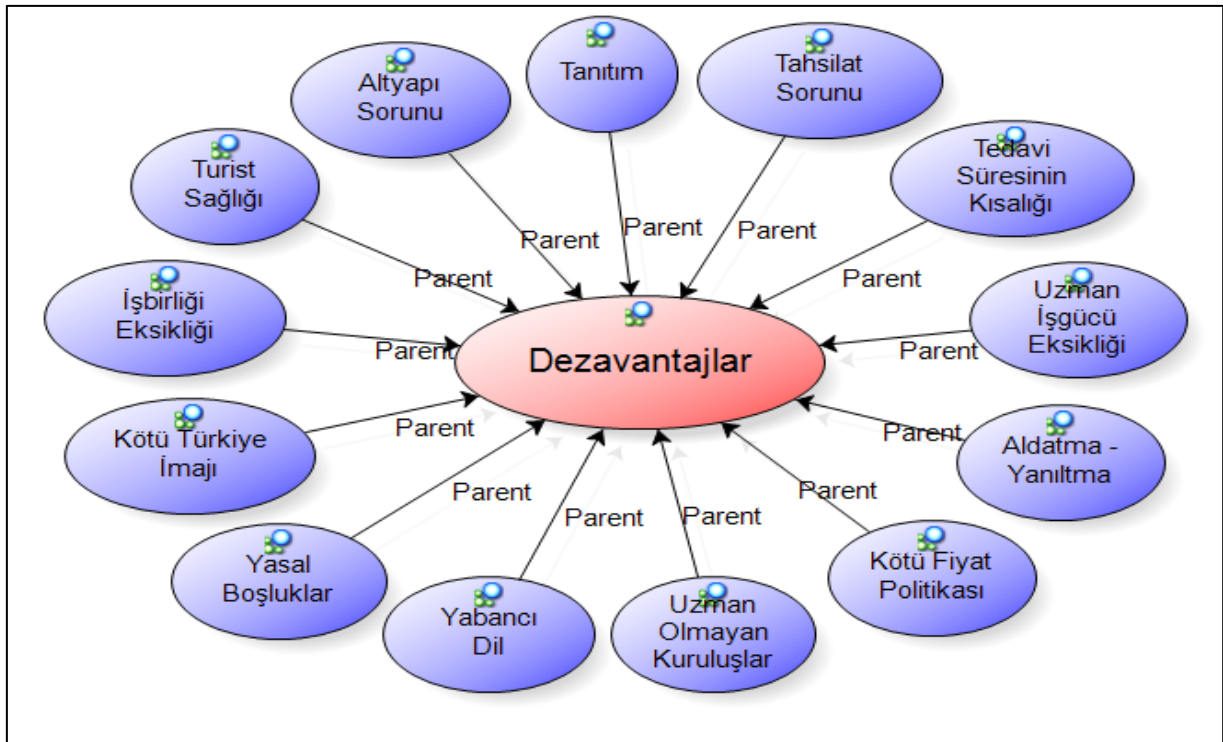 Tanıtım
Tahsilat
Sorunu
Altyapı
Sorunu
Tedavi
Süresinin
Kısalığı
Turist
Sağlığı
Parent
Parent
Parent
Parent
Parent
İşbirliği
Eksikliği
Uzman
İşgücü
Eksikliği
Parent
Parent
Dezavantajlar
Kötü Türkiye
İmajı
Parent
Parent
Aldatma -
Yanıltma
Parent
Parent
Parent
Parent
Yasal
Boşluklar
Kötü Fiyat
Politikası
Yabancı
Dil
Uzman
Olmayan
Kuruluşlar